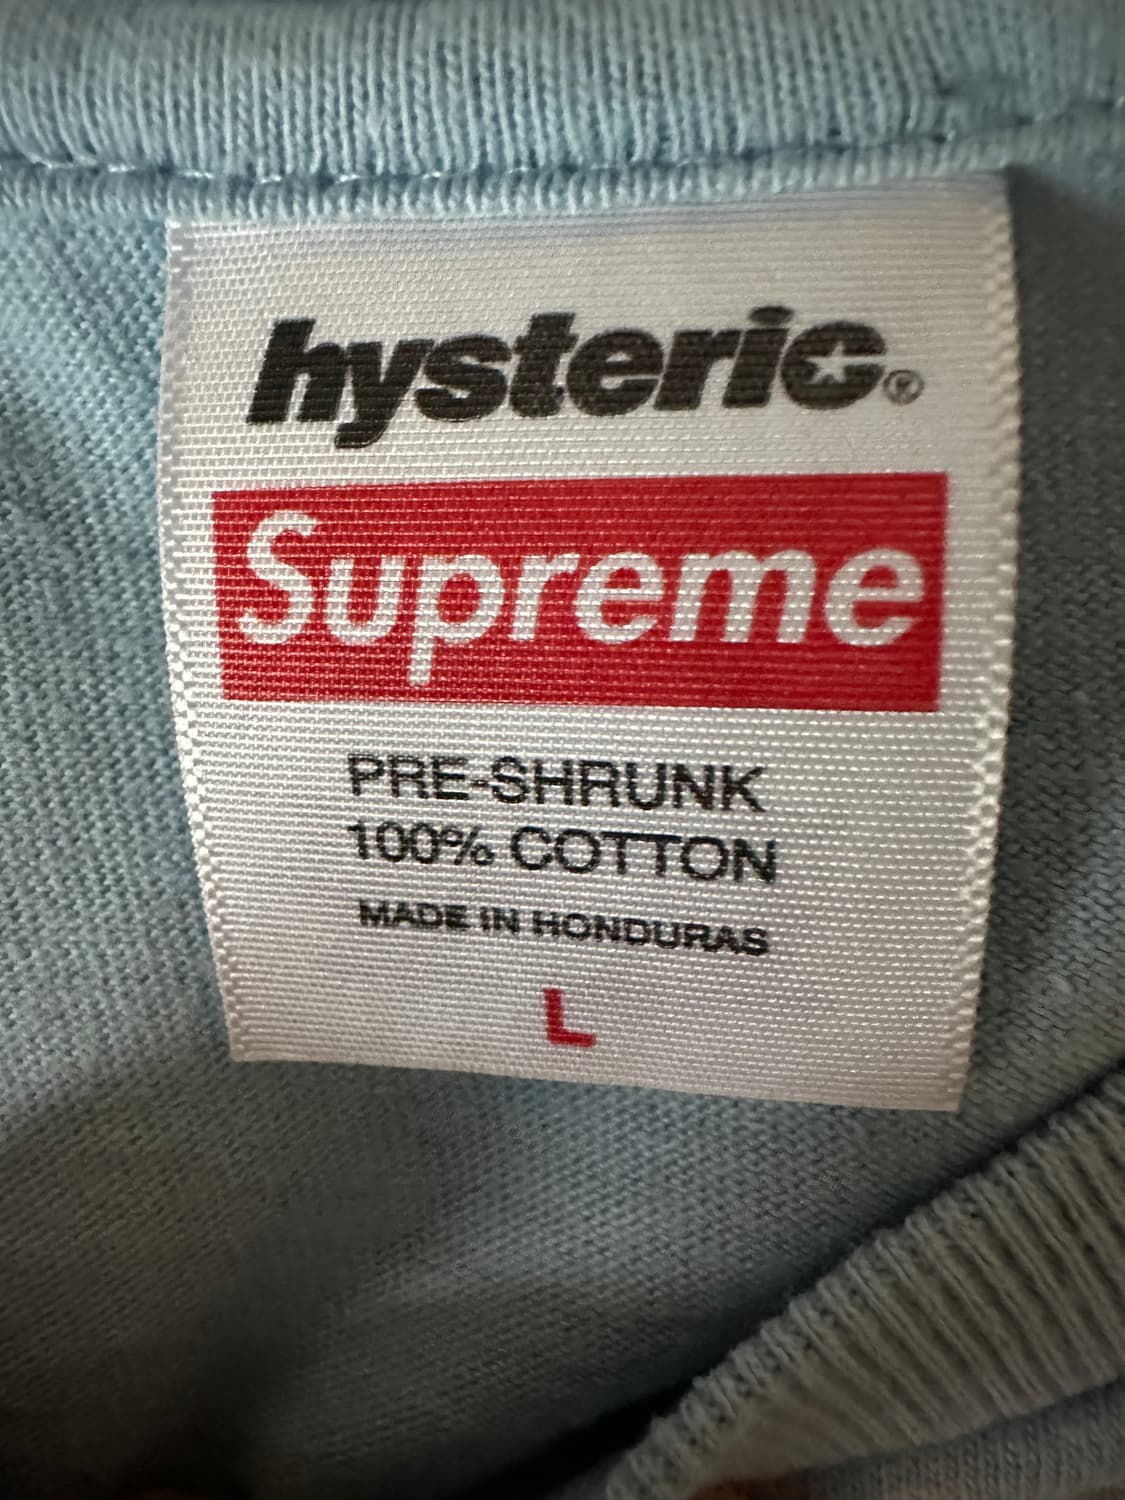 hysteric.®
Supreme
PRE-SHRUNK
100% COTTON
MADE IN HONDURAS
L